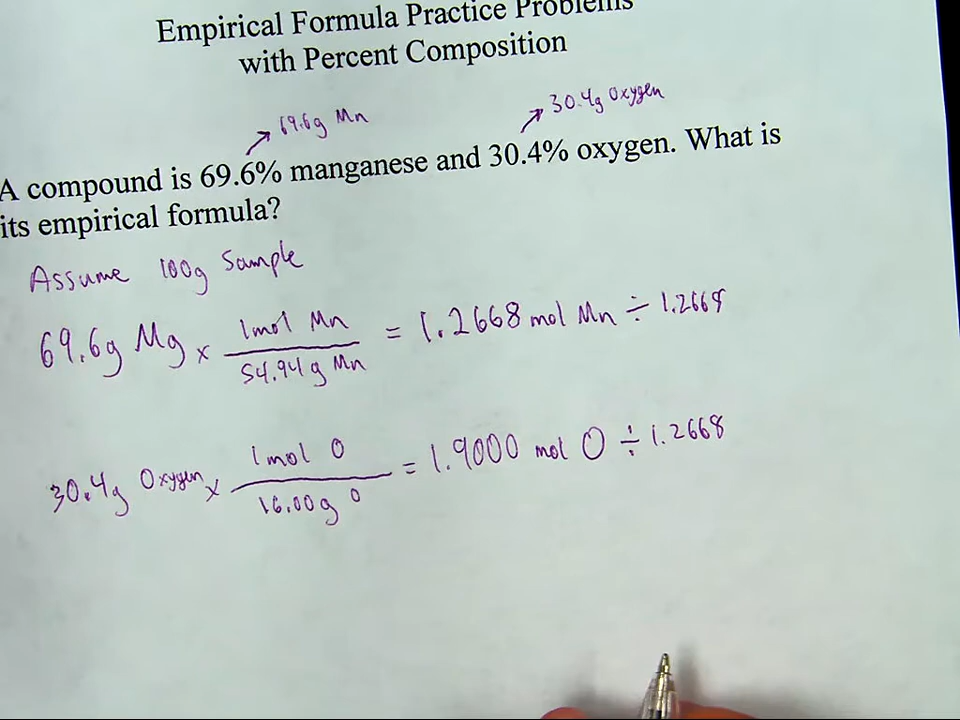 Empirical Formula Practice Problems
with Percent Composition
69.6g Mn
30.4g Oxygen
A compound is 69.6% manganese and 30.4% oxygen. What is
its empirical formula?
Assume 100g Sample
69.6g Mg x 1mol Mn / 54.94g Mn = 1.2668 mol Mn ÷ 1.2668
30.4g Oxygen x 1mol O / 16.00g O = 1.9000 mol O ÷ 1.2668